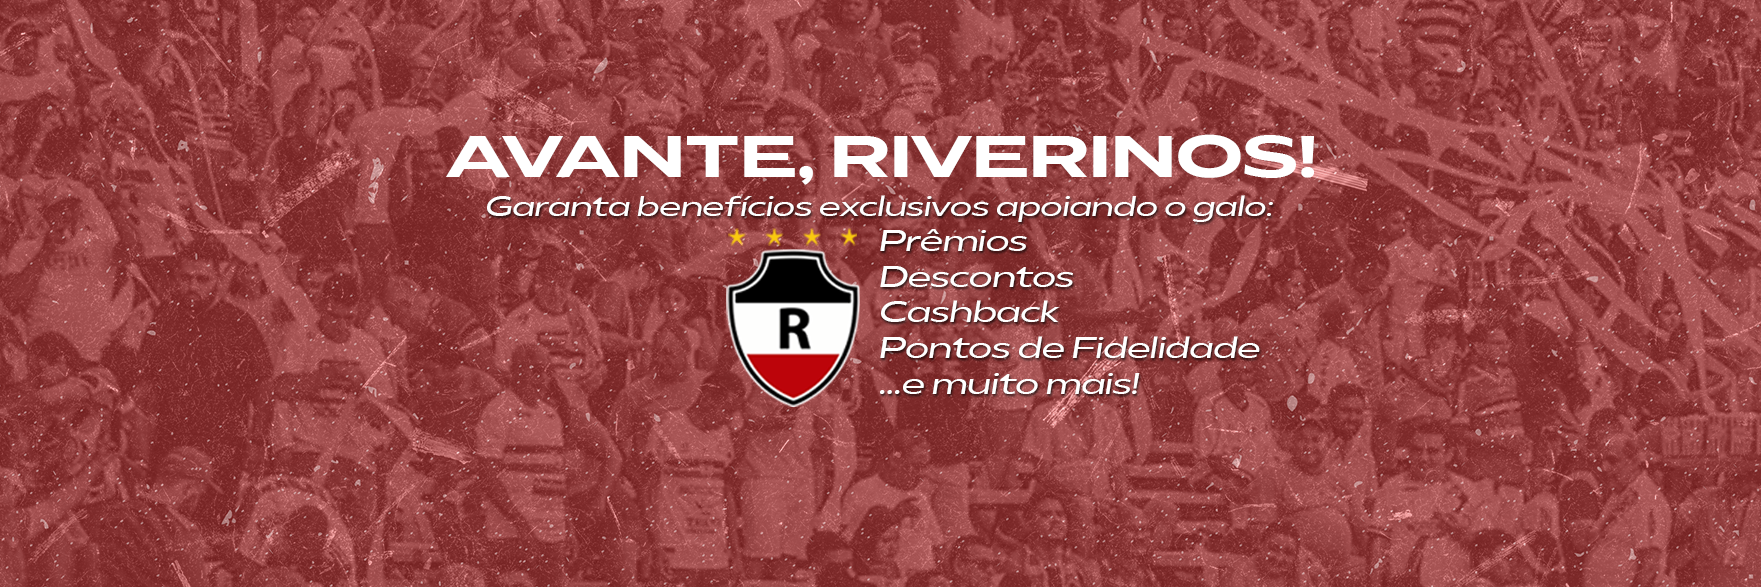 AVANTE, RIVERINOS!
Garanta benefícios exclusivos apoiando o galo:
Prêmios
Descontos
Cashback
Pontos de Fidelidade
...e muito mais!
R